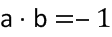 a · b =– 1